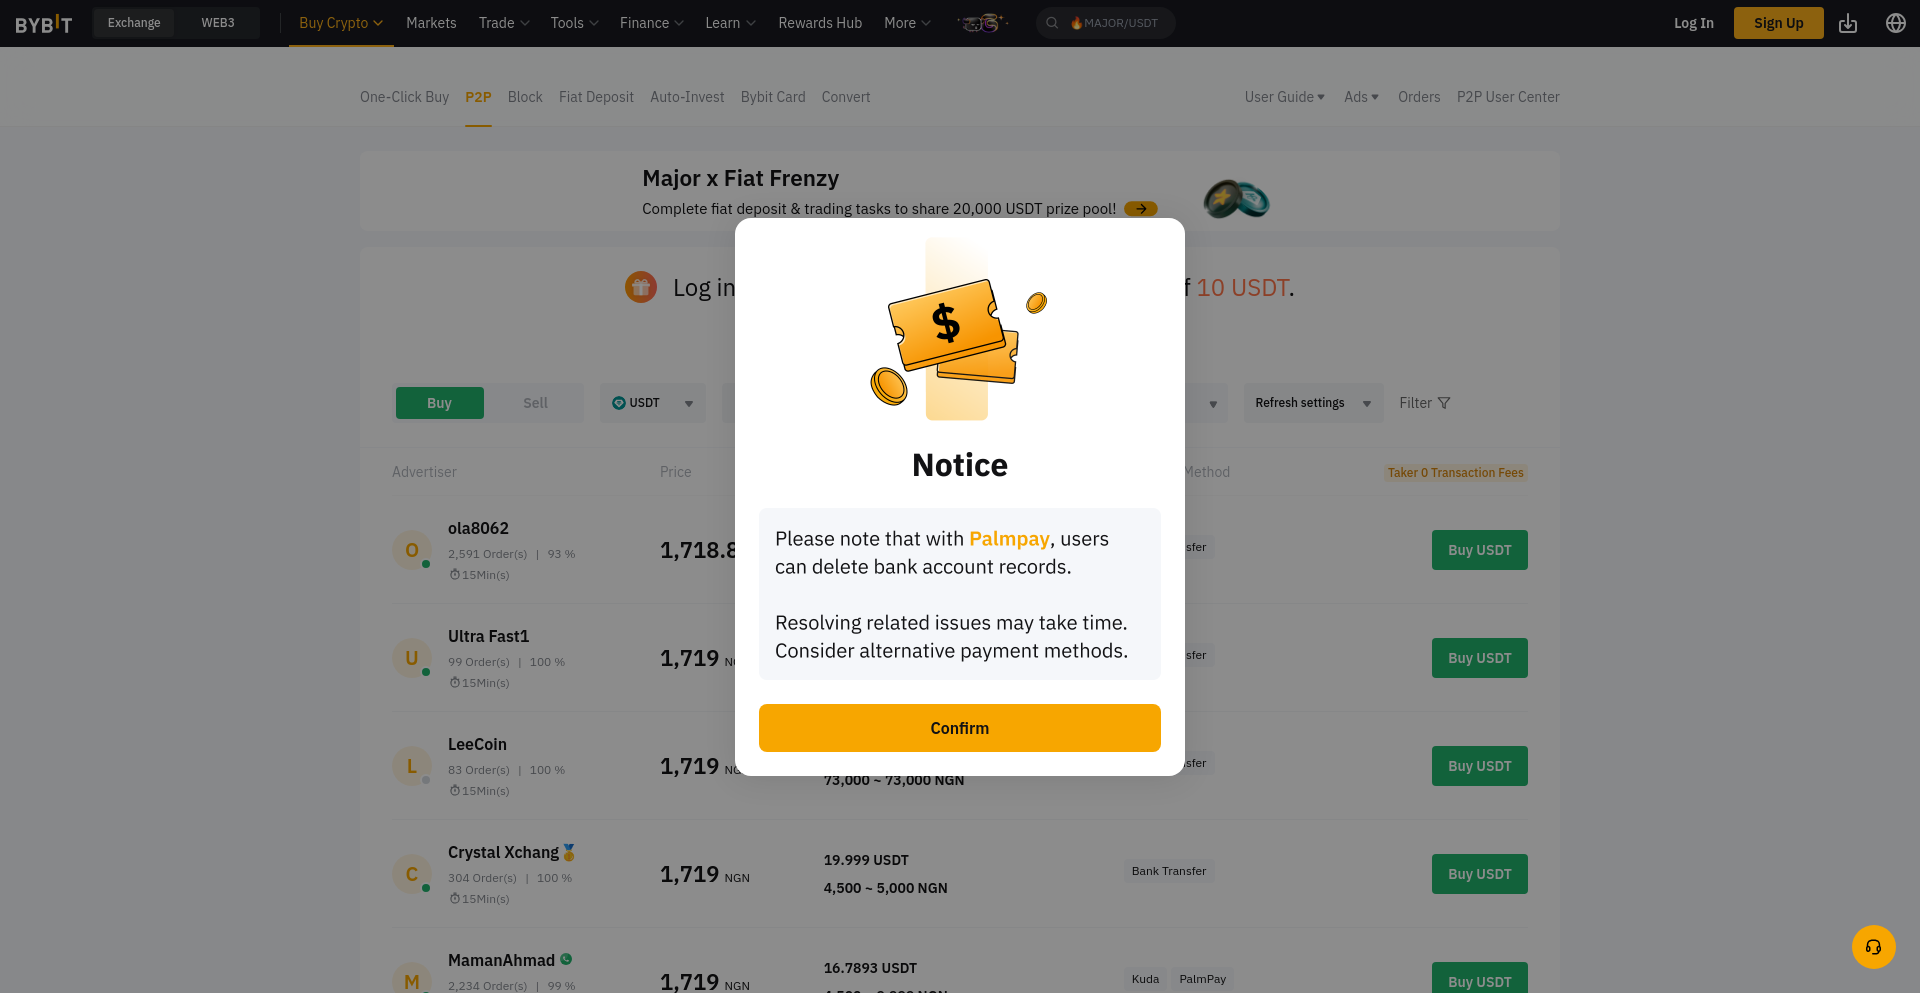 BYBIT
Exchange
WEB3
Buy Crypto
Markets
Trade
Tools
Finance
Learn
Rewards Hub
More
MAJOR/USDT
Log In
Sign Up
One-Click Buy
P2P
Block
Fiat Deposit
Auto-Invest
Bybit Card
Convert
User Guide
Ads
Orders
P2P User Center
Major x Fiat Frenzy
Complete fiat deposit & trading tasks to share 20,000 USDT prize pool!
Log in
10 USDT.
Buy
Sell
USDT
Refresh settings
Filter
Advertiser
Price
Method
Taker 0 Transaction Fees
O
ola8062
2,591 Order(s) | 93 %
15Min(s)
1,718.8
sfer
Buy USDT
U
Ultra Fast1
99 Order(s) | 100 %
15Min(s)
1,719
sfer
Buy USDT
L
LeeCoin
83 Order(s) | 100 %
15Min(s)
1,719
73,000 ~ 73,000 NGN
sfer
Buy USDT
C
Crystal Xchang
304 Order(s) | 100 %
15Min(s)
1,719 NGN
19.999 USDT
4,500 ~ 5,000 NGN
Bank Transfer
Buy USDT
M
MamanAhmad
2,234 Order(s) | 99 %
1,719 NGN
16.7893 USDT
Kuda
PalmPay
Buy USDT
$
Notice
Please note that with Palmpay, users
can delete bank account records.
Resolving related issues may take time.
Consider alternative payment methods.
Confirm